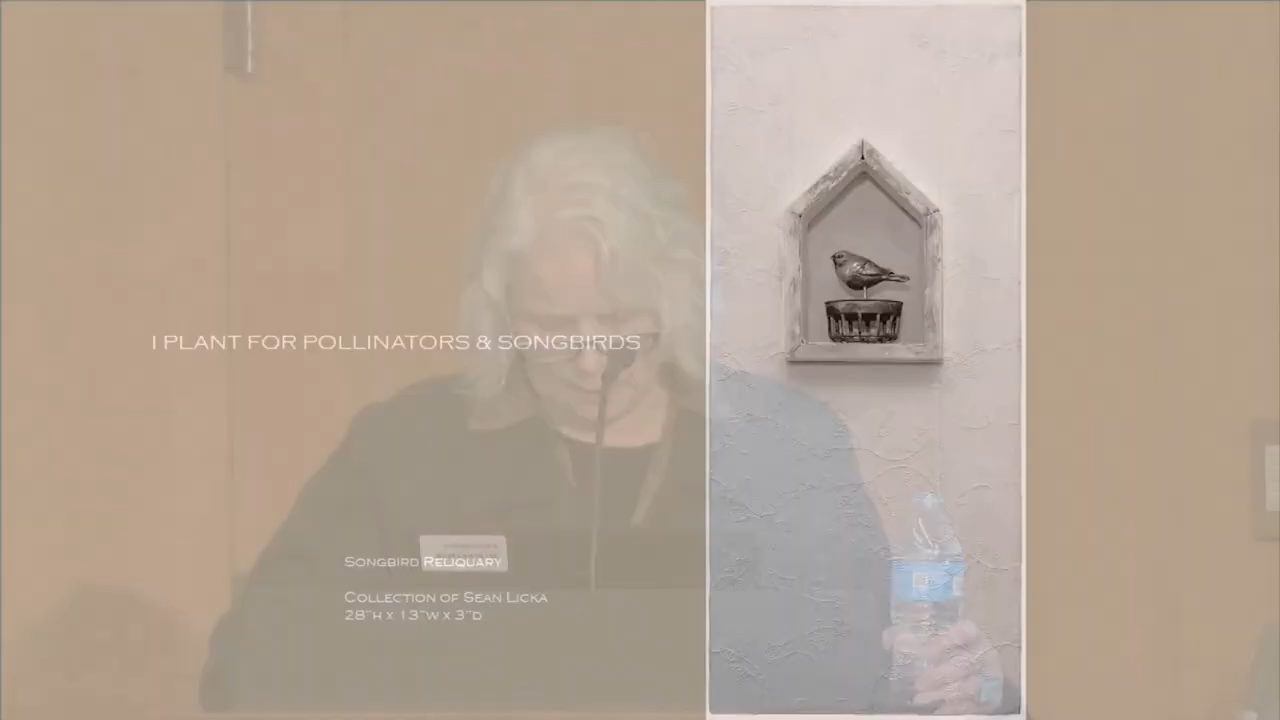 I PLANT FOR POLLINATORS & SONGBIRDS
SONGBIRD RELIQUARY
COLLECTION OF SEAN LICKA
28"H X 13"W X 3"D